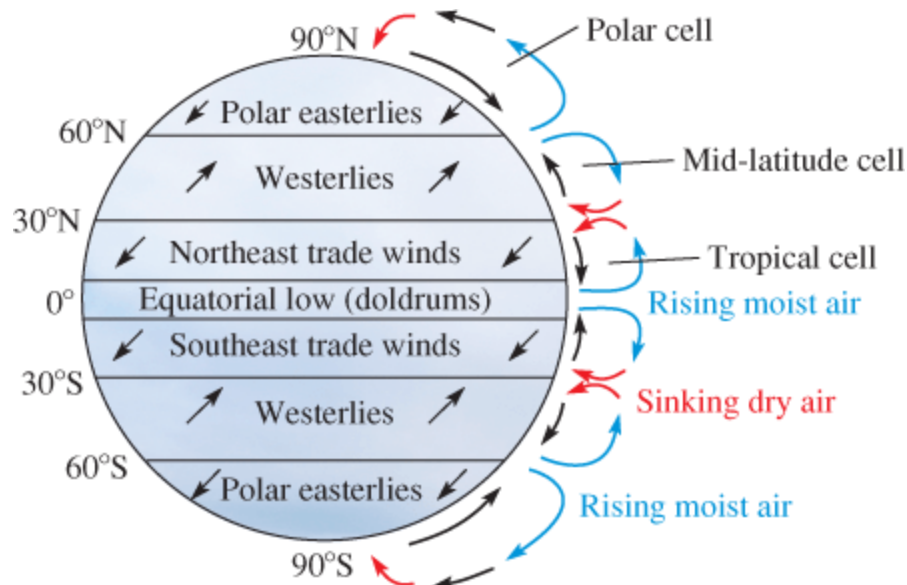 90°N
Polar cell
Polar easterlies
60°N
Mid-latitude cell
Westerlies
30°N
Northeast trade winds
Tropical cell
0°
Equatorial low (doldrums)
Rising moist air
Southeast trade winds
30°S
Sinking dry air
Westerlies
60°S
Polar easterlies
Rising moist air
90°S